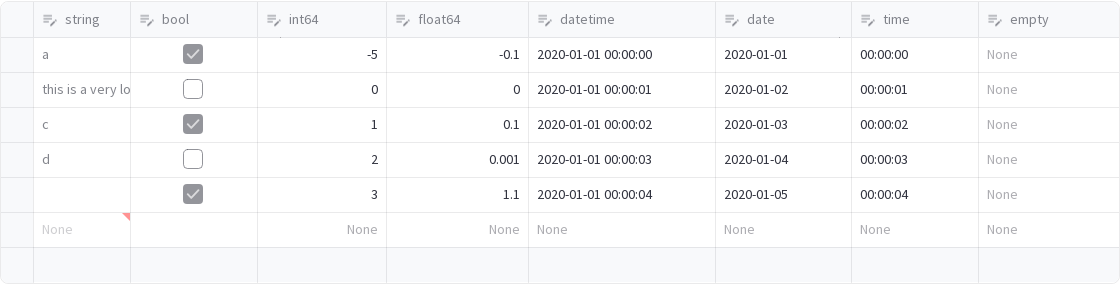 string bool int64 float64 datetime date time empty
a -5 -0.1 2020-01-01 00:00:00 2020-01-01 00:00:00 None
this is a very lo 0 0 2020-01-01 00:00:01 2020-01-02 00:00:01 None
c 1 0.1 2020-01-01 00:00:02 2020-01-03 00:00:02 None
d 2 0.001 2020-01-01 00:00:03 2020-01-04 00:00:03 None
3 1.1 2020-01-01 00:00:04 2020-01-05 00:00:04 None
None None None None None None None